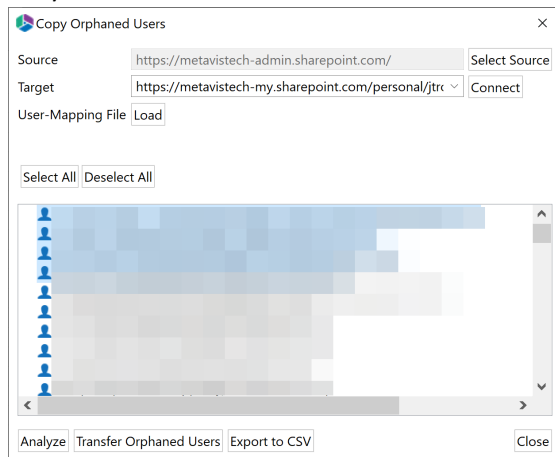 Copy Orphaned Users
Source https://metavistech-admin.sharepoint.com/ Select Source
Target https://metavistech-my.sharepoint.com/personal/jtrc Connect
User-Mapping File Load
Select All Deselect All
Analyze Transfer Orphaned Users Export to CSV Close